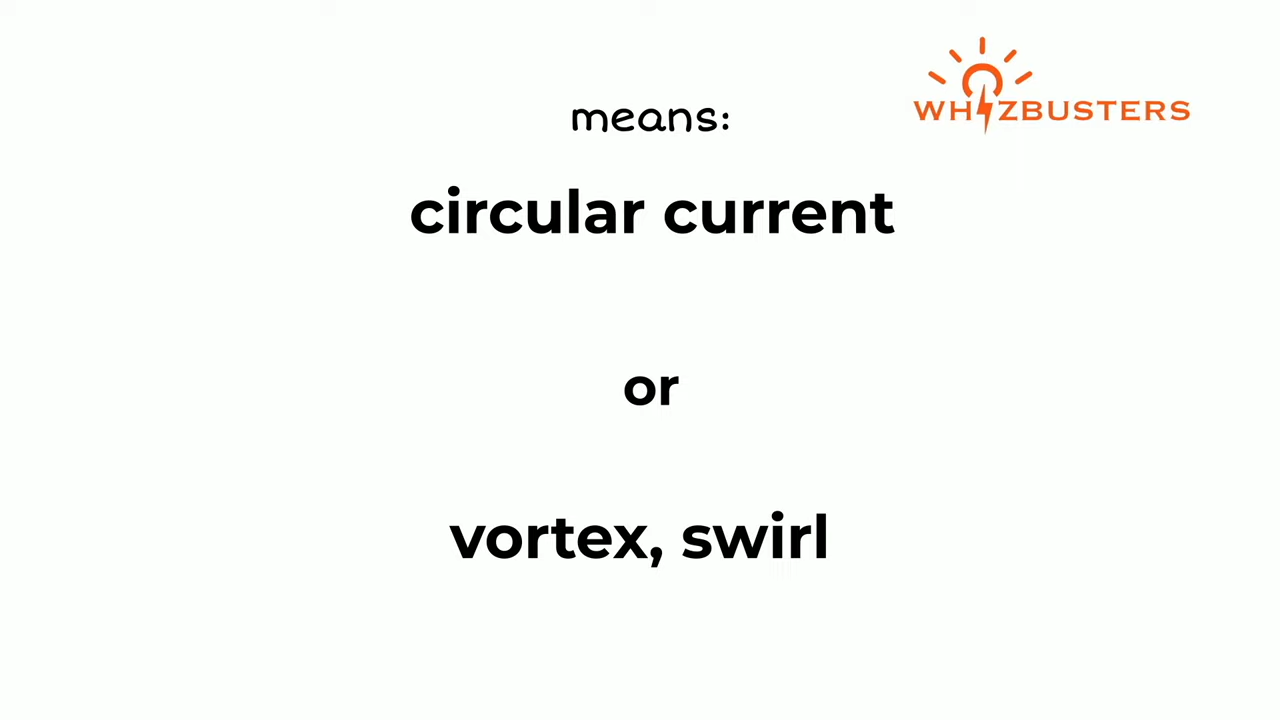 WHIZBUSTERS
means:
circular current
or
vortex, swirl